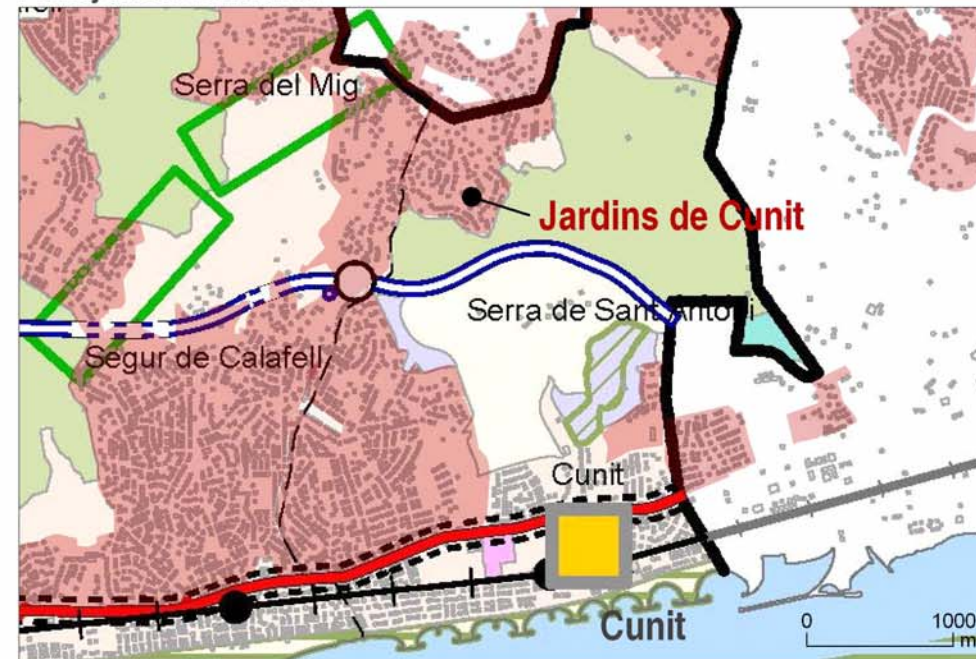 Serra del Mig
Jardins de Cunit
Serra de Sant Antoni
Segur de Calafell
Cunit
Cunit
0 1000
m